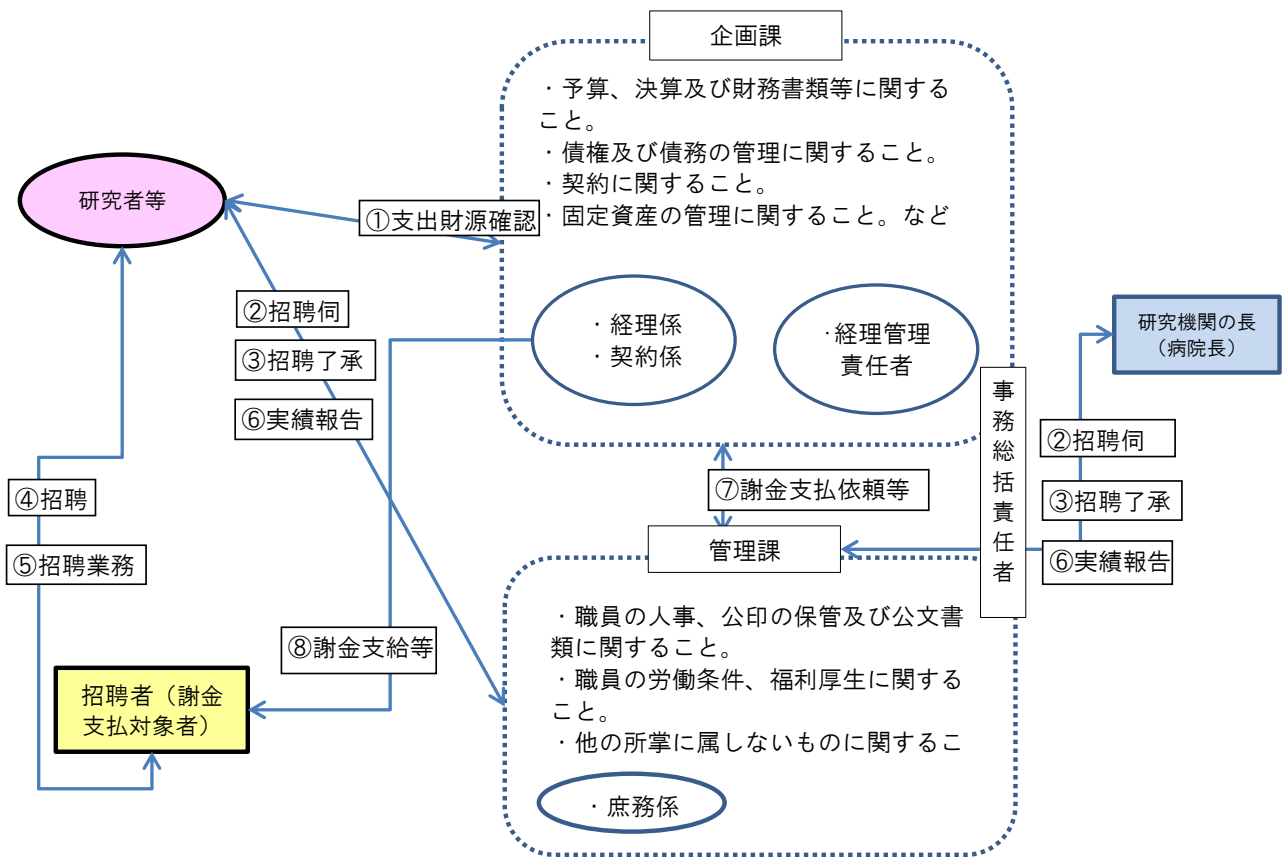 企画課
・予算、決算及び財務書類等に関する
こと。
・債権及び債務の管理に関すること。
・契約に関すること。
・固定資産の管理に関すること。など
研究者等
①支出財源確認
②招聘伺
③招聘了承
⑥実績報告
・経理係
・契約係
・経理管理
責任者
研究機関の長
（病院長）
事務総括責任者
②招聘伺
③招聘了承
⑥実績報告
④招聘
⑤招聘業務
⑦謝金支払依頼等
管理課
・職員の人事、公印の保管及び公文書
類に関すること。
・職員の労働条件、福利厚生に関する
こと。
・他の所掌に属しないものに関するこ
・庶務係
⑧謝金支給等
招聘者（謝金
支払対象者）